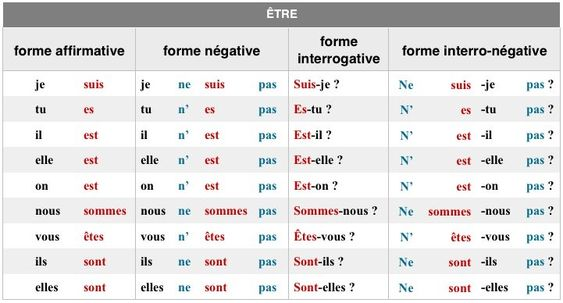 ÊTRE
forme affirmative forme négative forme interrogative forme interro-négative
je suis je ne suis pas Suis-je ? Ne suis -je pas ?
tu es tu n' es pas Es-tu ? N' es -tu pas ?
il est il n' est pas Est-il ? N' est -il pas ?
elle est elle n' est pas Est-elle ? N' est -elle pas ?
on est on n' est pas Est-on ? N' est -on pas ?
nous sommes nous ne sommes pas Sommes-nous ? Ne sommes -nous pas ?
vous êtes vous n' êtes pas Êtes-vous ? N' êtes -vous pas ?
ils sont ils ne sont pas Sont-ils ? Ne sont -ils pas ?
elles sont elles ne sont pas Sont-elles ? Ne sont -elles pas ?